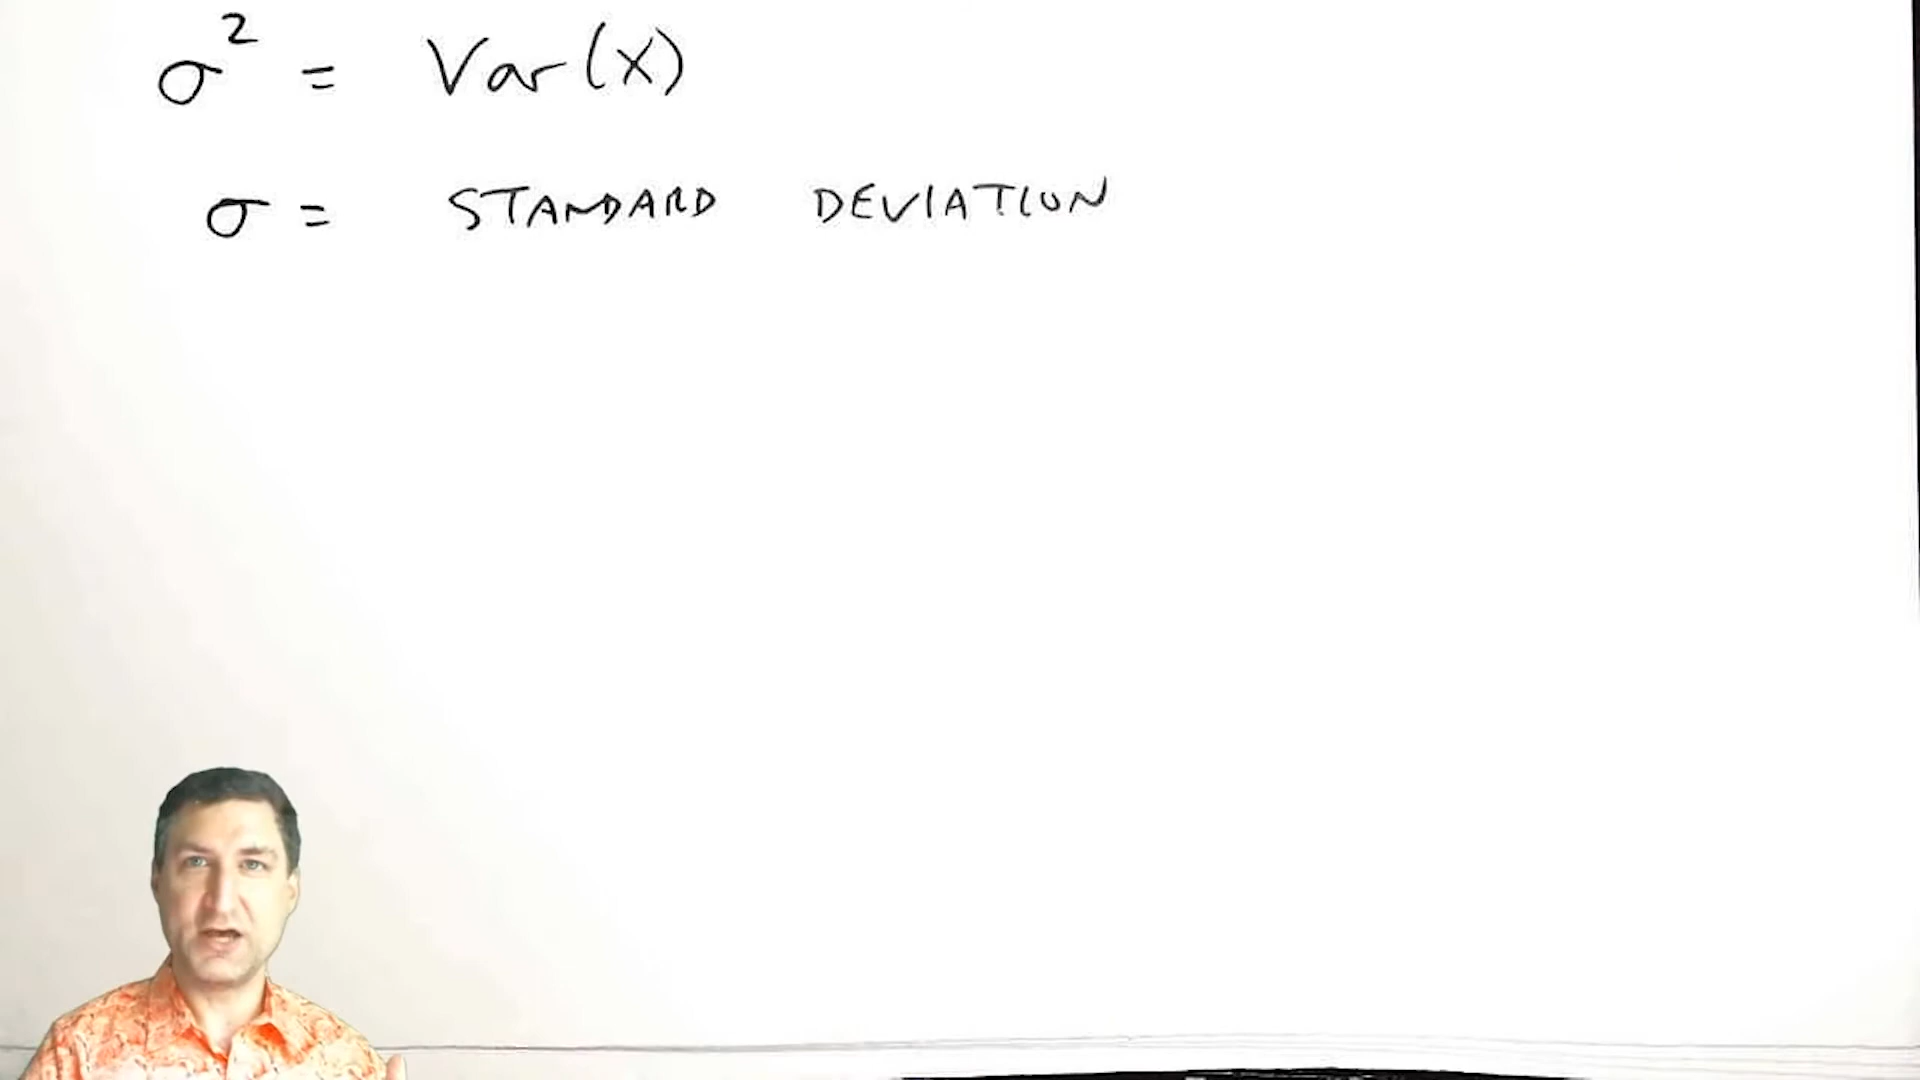 σ² = Var(X)
σ = STANDARD DEVIATION